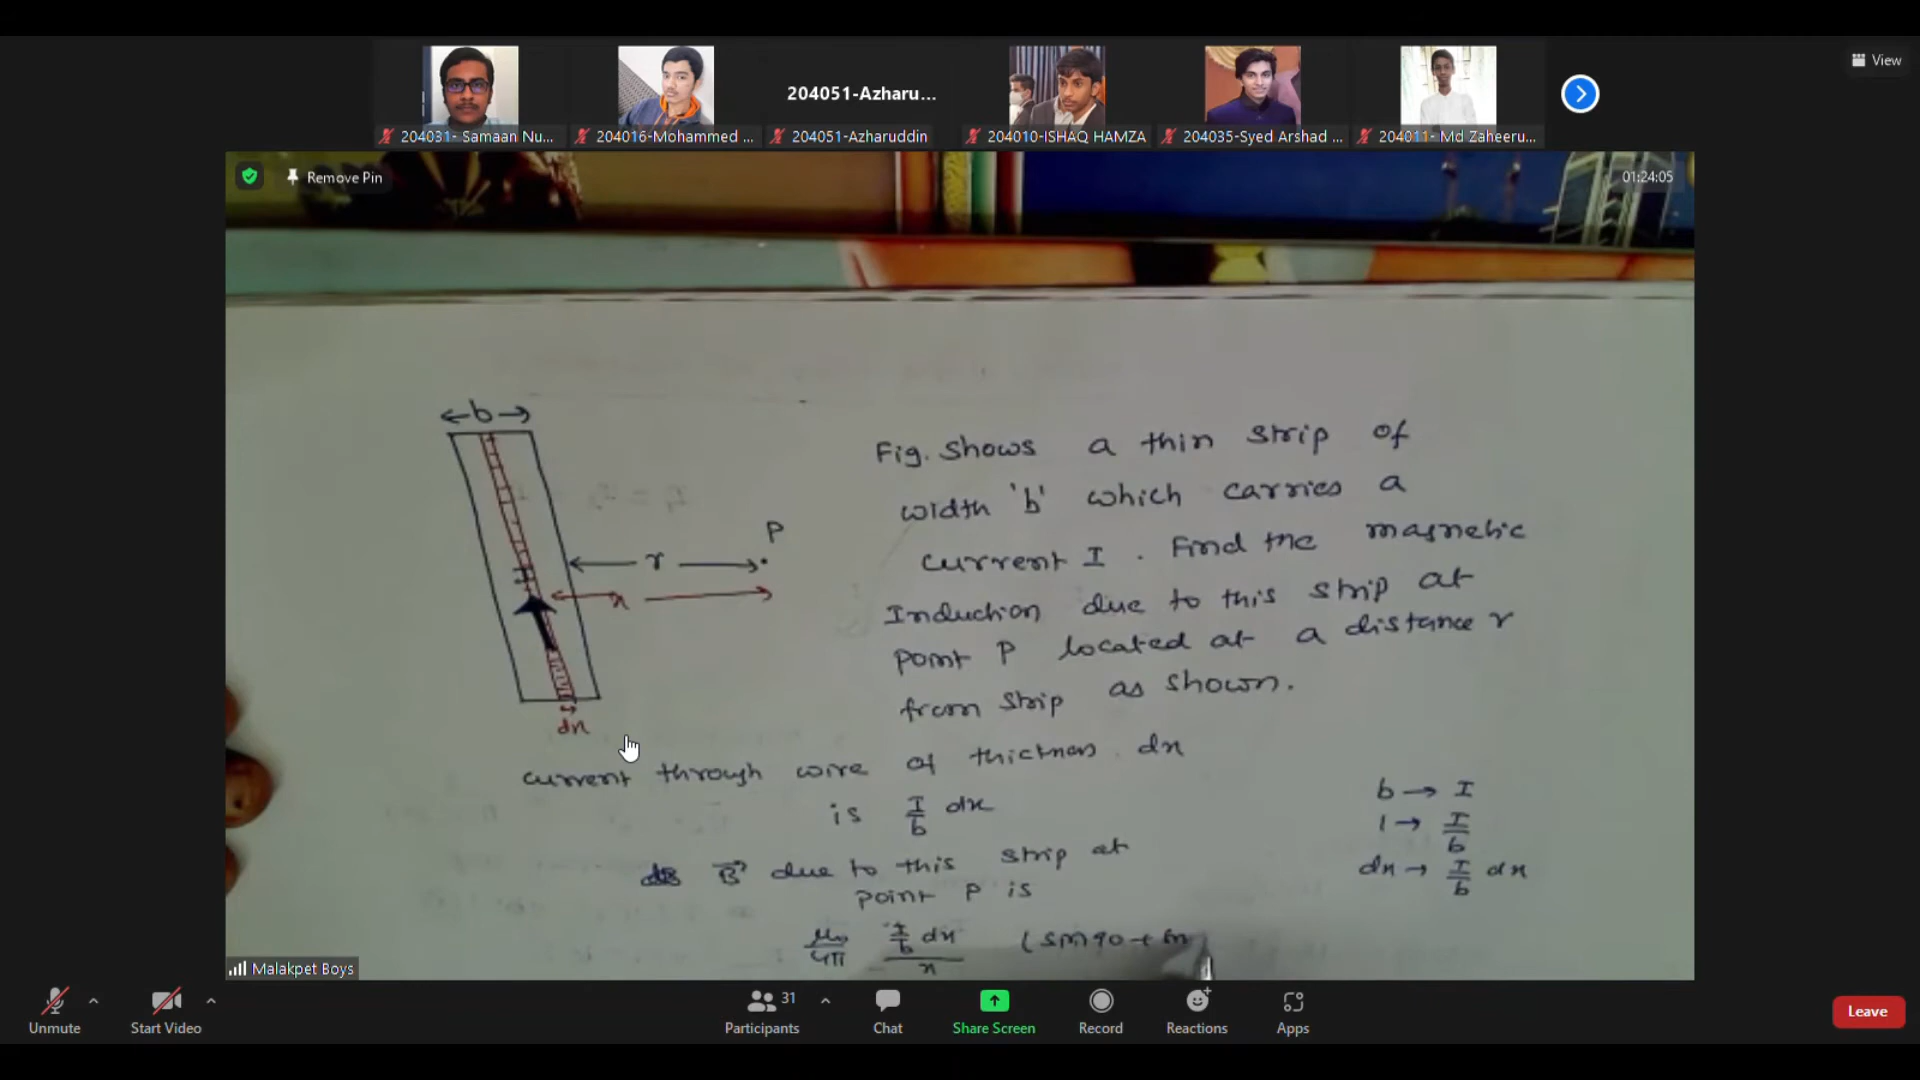 View
204051-Azharu...
204031- Samaan Nu...
204016-Mohammed ...
204051-Azharuddin
204010-ISHAQ HAMZA
204035-Syed Arshad ...
204011- Md Zaheeru...
Remove Pin
01:24:05
b
P
r
x
dx
Fig. shows a thin strip of
width 'b' which carries a
current I. Find the magnetic
Induction due to this strip at
point P located at a distance r
from strip as shown.
current through wire of thickness dx
is I/b dx
b → I
1 → I/b
dx → I/b dx
B⃗ due to this strip at
point P is
μ₀/4π (I/b dx)/x (sin90+
Malakpet Boys
Unmute
Start Video
31
Participants
Chat
Share Screen
Record
Reactions
Apps
Leave